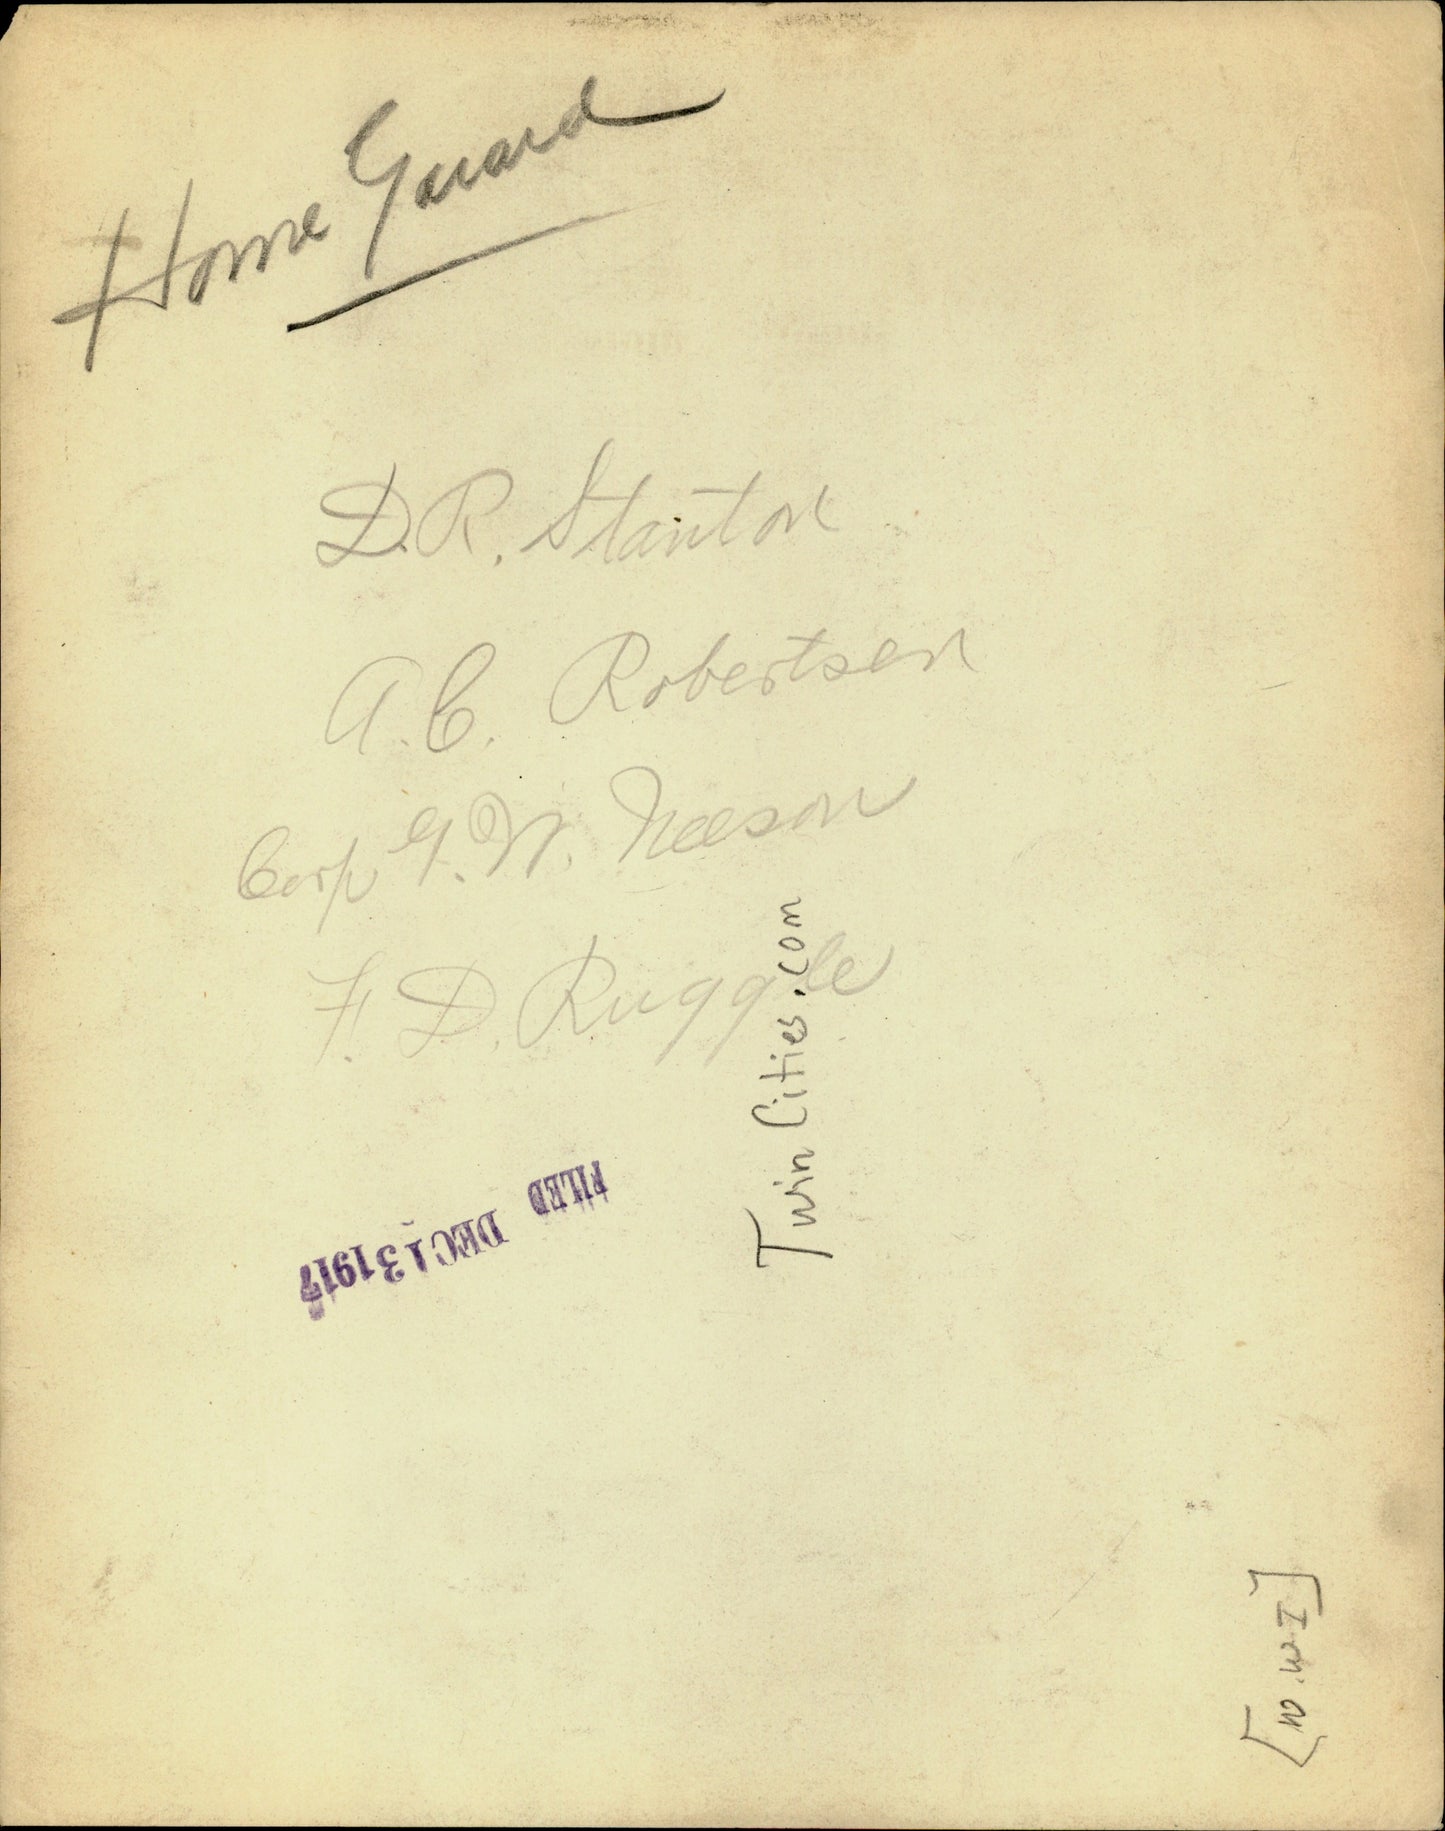 Home Guard
D.R. Stanton
A.C. Robertson
Corp G.W. Neeson
F.D. Ruggle
Twin Cities.com
FILED DEC 13 1917
[W.W I]